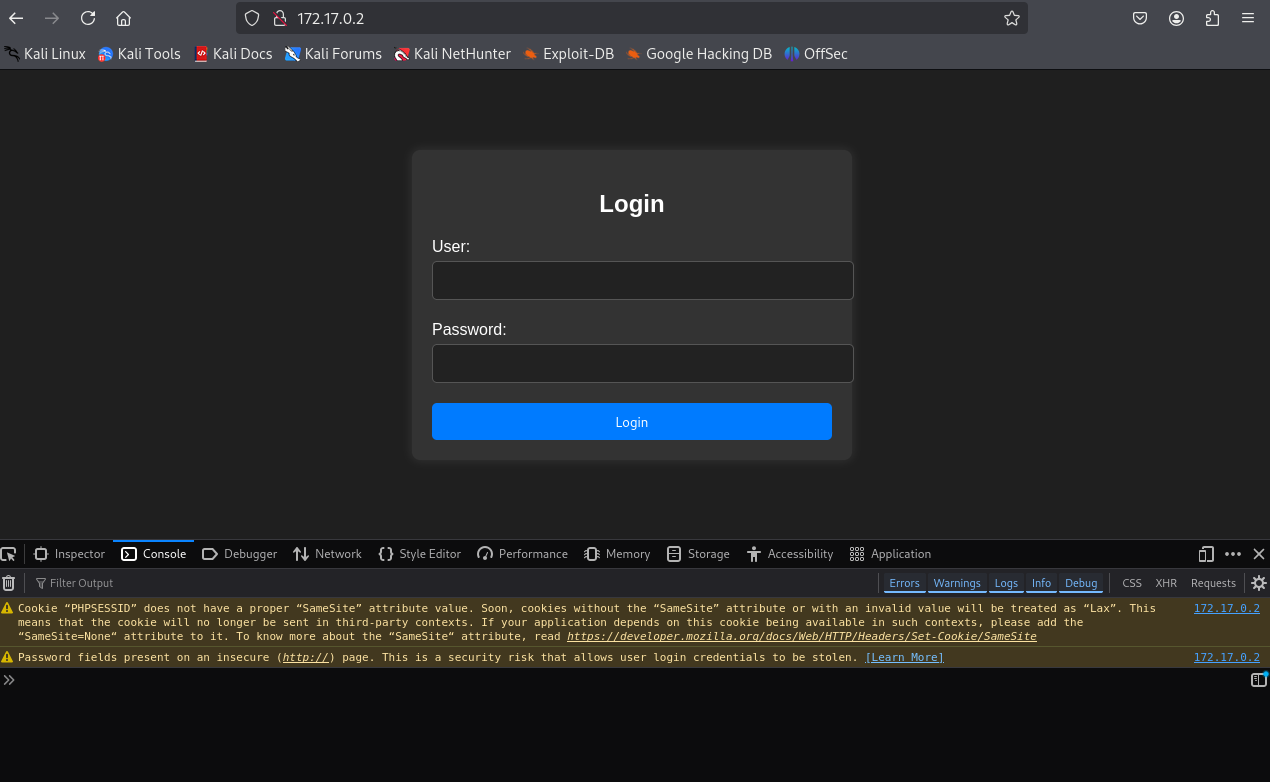 172.17.0.2
Kali Linux Kali Tools Kali Docs Kali Forums Kali NetHunter Exploit-DB Google Hacking DB OffSec
Login
User:
Password:
Login
Inspector Console Debugger Network Style Editor Performance Memory Storage Accessibility Application
Filter Output Errors Warnings Logs Info Debug CSS XHR Requests
Cookie “PHPSESSID” does not have a proper “SameSite” attribute value. Soon, cookies without the “SameSite” attribute or with an invalid value will be treated as “Lax”. This 172.17.0.2
means that the cookie will no longer be sent in third-party contexts. If your application depends on this cookie being available in such contexts, please add the
“SameSite=None“ attribute to it. To know more about the “SameSite“ attribute, read https://developer.mozilla.org/docs/Web/HTTP/Headers/Set-Cookie/SameSite
Password fields present on an insecure (http://) page. This is a security risk that allows user login credentials to be stolen. [Learn More] 172.17.0.2